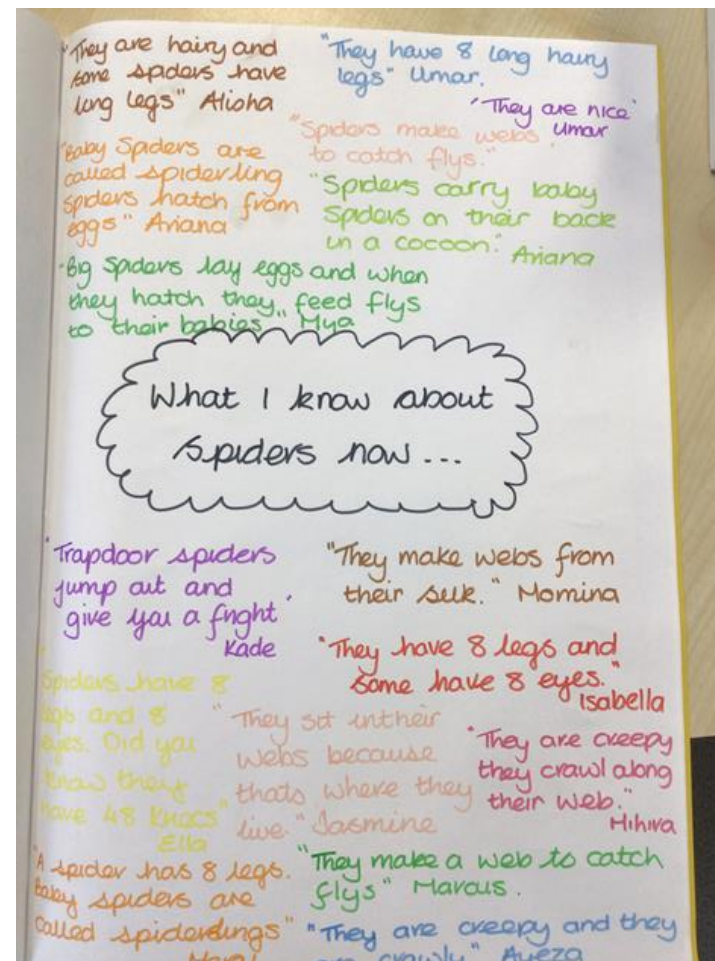 "They are hairy and
some spiders have
long legs" Alisha
"They have 8 long hairy
legs" Umar.
"They are nice"
Umar
"Spiders make webs
to catch flys."
"Baby Spiders are
called spiderling
spiders hatch from
eggs" Ariana
"Spiders carry baby
spiders on their back
in a cocoon." Ariana
"Big spiders lay eggs and when
they hatch they feed flys
to their babies" Mya
What I know about
spiders now...
"Trapdoor spiders
jump out and
give you a fright"
Kade
"They make webs from
their silk." Momina
"They have 8 legs and
some have 8 eyes."
Isabella
Spiders have 8
legs and 8
eyes. Did you
know they
have 48 knees"
Ella
"They sit in their
webs because
thats where they
live." Jasmine
"They are creepy
they crawl along
their web."
"A spider has 8 legs.
Baby spiders are
called spiderlings"
"They make a web to catch
flys" Marcus.
"They are creepy and they
are crawly" Ayeza